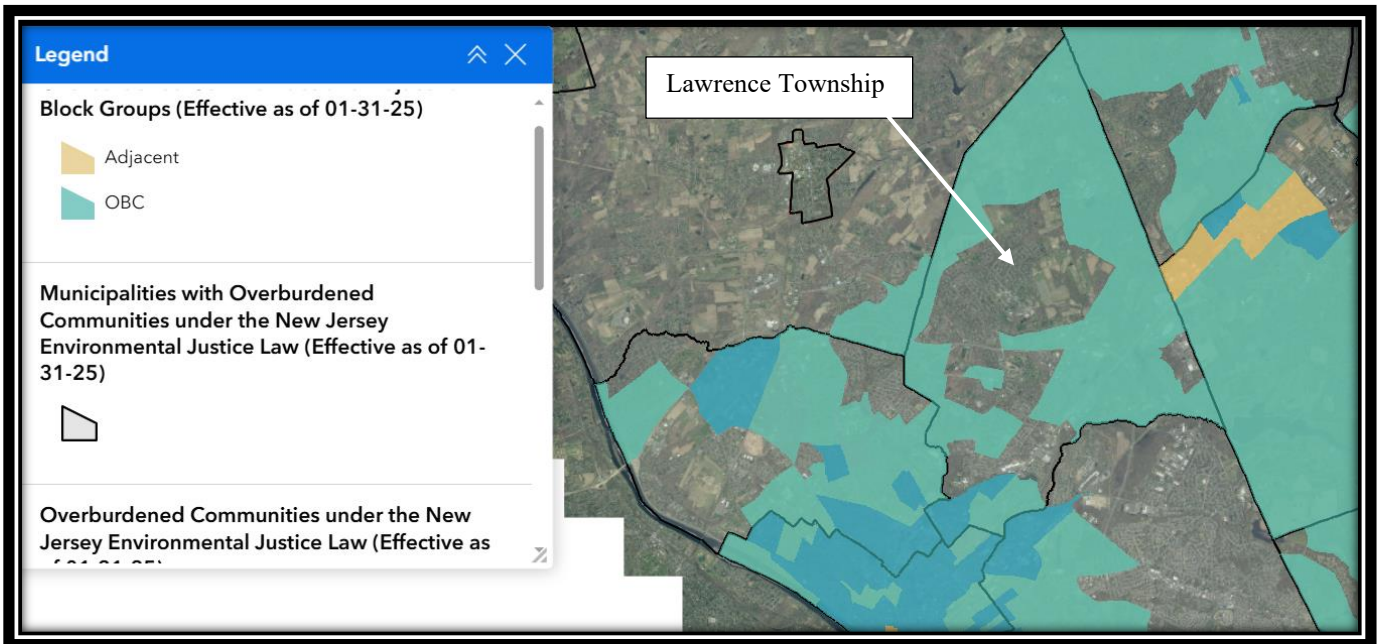 Legend
Block Groups (Effective as of 01-31-25)
Adjacent
OBC
Municipalities with Overburdened
Communities under the New Jersey
Environmental Justice Law (Effective as of 01-
31-25)
Overburdened Communities under the New
Jersey Environmental Justice Law (Effective as
Lawrence Township